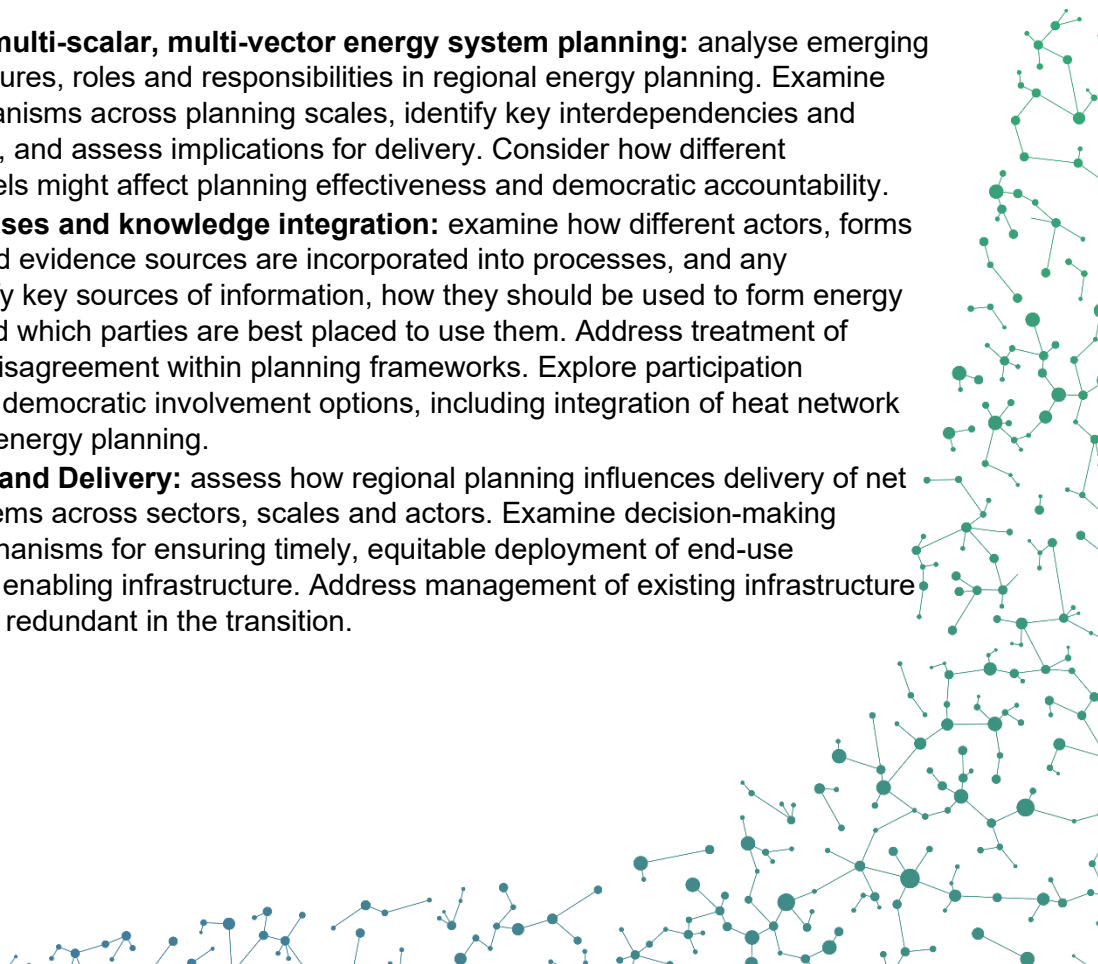 multi-scalar, multi-vector energy system planning: analyse emerging
ures, roles and responsibilities in regional energy planning. Examine
anisms across planning scales, identify key interdependencies and
, and assess implications for delivery. Consider how different
els might affect planning effectiveness and democratic accountability.
ses and knowledge integration: examine how different actors, forms
d evidence sources are incorporated into processes, and any
fy key sources of information, how they should be used to form energy
d which parties are best placed to use them. Address treatment of
isagreement within planning frameworks. Explore participation
democratic involvement options, including integration of heat network
energy planning.
and Delivery: assess how regional planning influences delivery of net
ems across sectors, scales and actors. Examine decision-making
hanisms for ensuring timely, equitable deployment of end-use
enabling infrastructure. Address management of existing infrastructure
redundant in the transition.